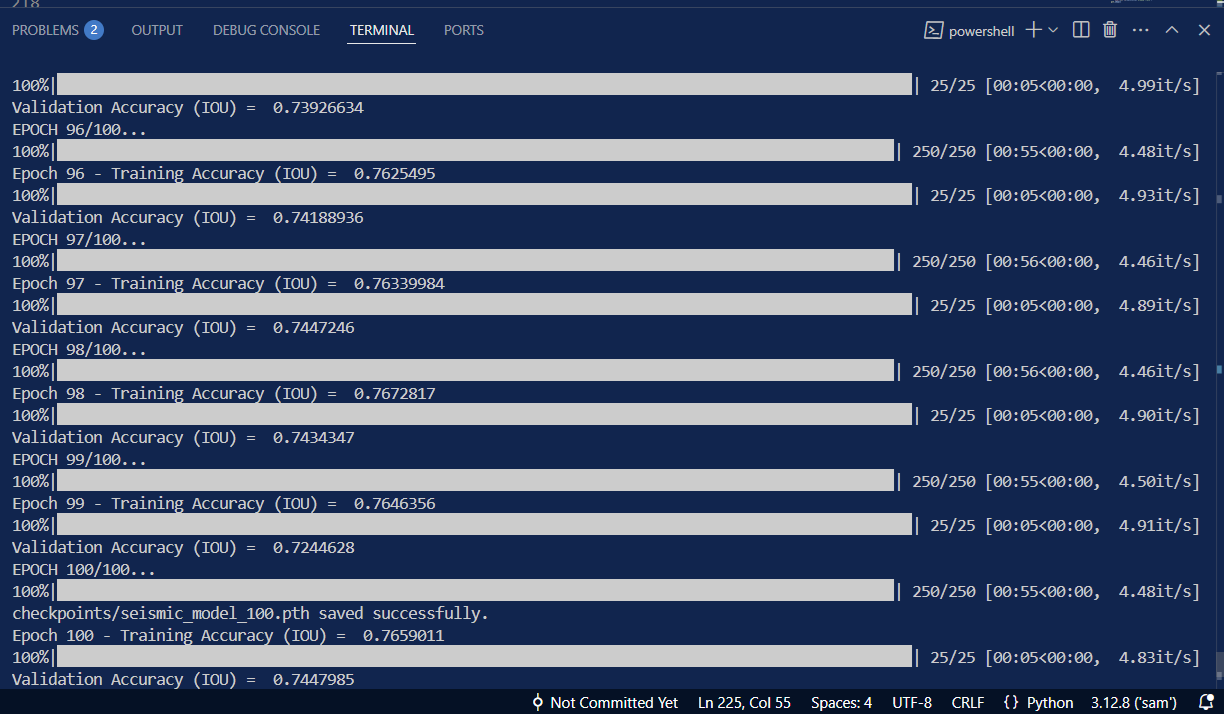 218
PROBLEMS 2 OUTPUT DEBUG CONSOLE TERMINAL PORTS powershell
100%| | 25/25 [00:05<00:00, 4.99it/s]
Validation Accuracy (IOU) = 0.73926634
EPOCH 96/100...
100%| | 250/250 [00:55<00:00, 4.48it/s]
Epoch 96 - Training Accuracy (IOU) = 0.7625495
100%| | 25/25 [00:05<00:00, 4.93it/s]
Validation Accuracy (IOU) = 0.74188936
EPOCH 97/100...
100%| | 250/250 [00:56<00:00, 4.46it/s]
Epoch 97 - Training Accuracy (IOU) = 0.76339984
100%| | 25/25 [00:05<00:00, 4.89it/s]
Validation Accuracy (IOU) = 0.7447246
EPOCH 98/100...
100%| | 250/250 [00:56<00:00, 4.46it/s]
Epoch 98 - Training Accuracy (IOU) = 0.7672817
100%| | 25/25 [00:05<00:00, 4.90it/s]
Validation Accuracy (IOU) = 0.7434347
EPOCH 99/100...
100%| | 250/250 [00:55<00:00, 4.50it/s]
Epoch 99 - Training Accuracy (IOU) = 0.7646356
100%| | 25/25 [00:05<00:00, 4.91it/s]
Validation Accuracy (IOU) = 0.7244628
EPOCH 100/100...
100%| | 250/250 [00:55<00:00, 4.48it/s]
checkpoints/seismic_model_100.pth saved successfully.
Epoch 100 - Training Accuracy (IOU) = 0.7659011
100%| | 25/25 [00:05<00:00, 4.83it/s]
Validation Accuracy (IOU) = 0.7447985
Not Committed Yet Ln 225, Col 55 Spaces: 4 UTF-8 CRLF {} Python 3.12.8 ('sam')